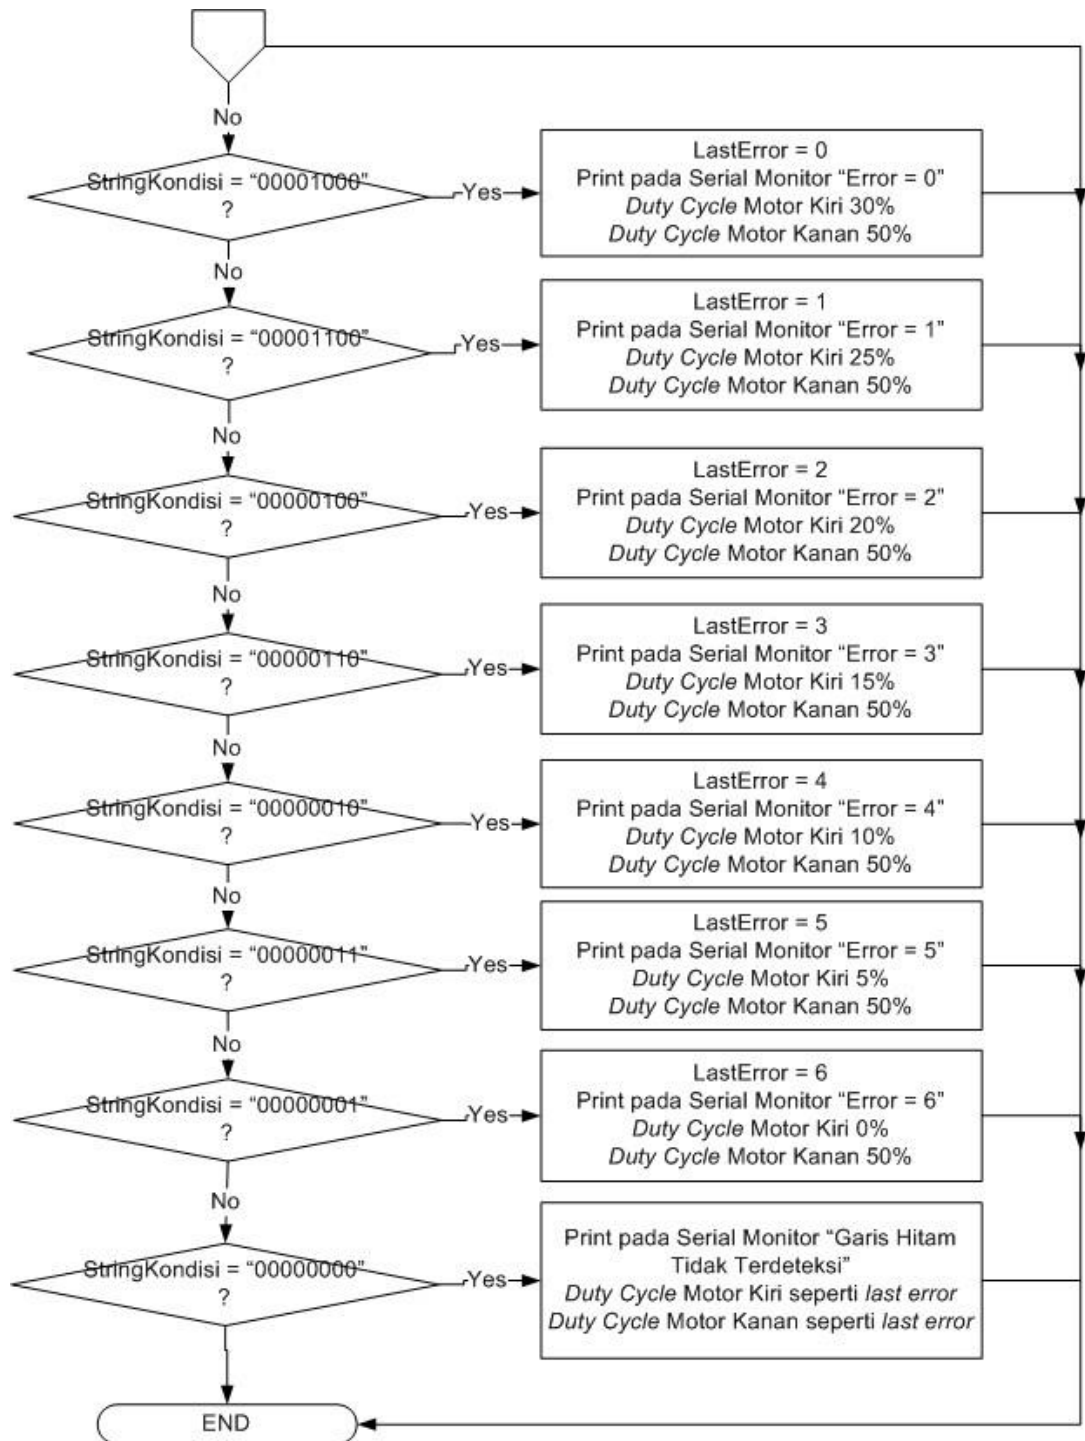 No
StringKondisi = “00001000”
?
Yes
LastError = 0
Print pada Serial Monitor “Error = 0”
Duty Cycle Motor Kiri 30%
Duty Cycle Motor Kanan 50%
No
StringKondisi = “00001100”
?
Yes
LastError = 1
Print pada Serial Monitor “Error = 1”
Duty Cycle Motor Kiri 25%
Duty Cycle Motor Kanan 50%
No
StringKondisi = “00000100”
?
Yes
LastError = 2
Print pada Serial Monitor “Error = 2”
Duty Cycle Motor Kiri 20%
Duty Cycle Motor Kanan 50%
No
StringKondisi = “00000110”
?
Yes
LastError = 3
Print pada Serial Monitor “Error = 3”
Duty Cycle Motor Kiri 15%
Duty Cycle Motor Kanan 50%
No
StringKondisi = “00000010”
?
Yes
LastError = 4
Print pada Serial Monitor “Error = 4”
Duty Cycle Motor Kiri 10%
Duty Cycle Motor Kanan 50%
No
StringKondisi = “00000011”
?
Yes
LastError = 5
Print pada Serial Monitor “Error = 5”
Duty Cycle Motor Kiri 5%
Duty Cycle Motor Kanan 50%
No
StringKondisi = “00000001”
?
Yes
LastError = 6
Print pada Serial Monitor “Error = 6”
Duty Cycle Motor Kiri 0%
Duty Cycle Motor Kanan 50%
No
StringKondisi = “00000000”
?
Yes
Print pada Serial Monitor “Garis Hitam
Tidak Terdeteksi”
Duty Cycle Motor Kiri seperti last error
Duty Cycle Motor Kanan seperti last error
END